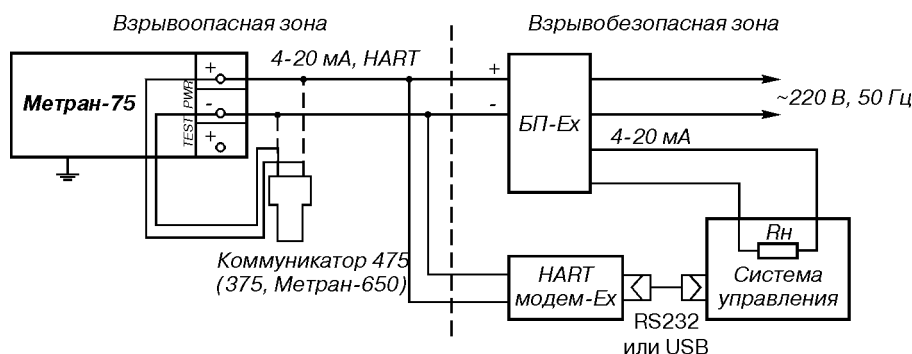 Взрывоопасная зона
Взрывобезопасная зона
4-20 мА, HART
Метран-75
+
-
+
PWR
TEST
+
-
БП-Ex
~220 В, 50 Гц
4-20 мА
Rн
Коммуникатор 475
(375, Метран-650)
HART
модем-Ex
Система
управления
RS232
или USB